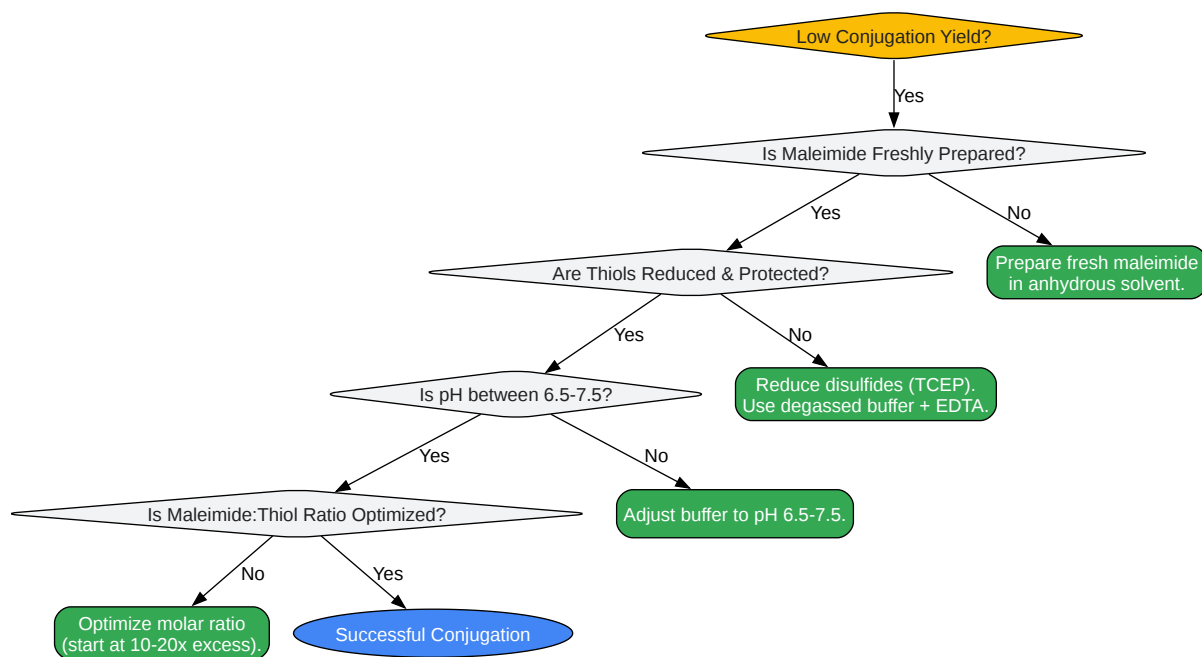 Low Conjugation Yield?
Yes
Is Maleimide Freshly Prepared?
Yes
No
Are Thiols Reduced & Protected?
Prepare fresh maleimide
in anhydrous solvent.
Yes
No
Is pH between 6.5-7.5?
Reduce disulfides (TCEP).
Use degassed buffer + EDTA.
Yes
No
Is Maleimide:Thiol Ratio Optimized?
Adjust buffer to pH 6.5-7.5.
No
Yes
Optimize molar ratio
(start at 10-20x excess).
Successful Conjugation